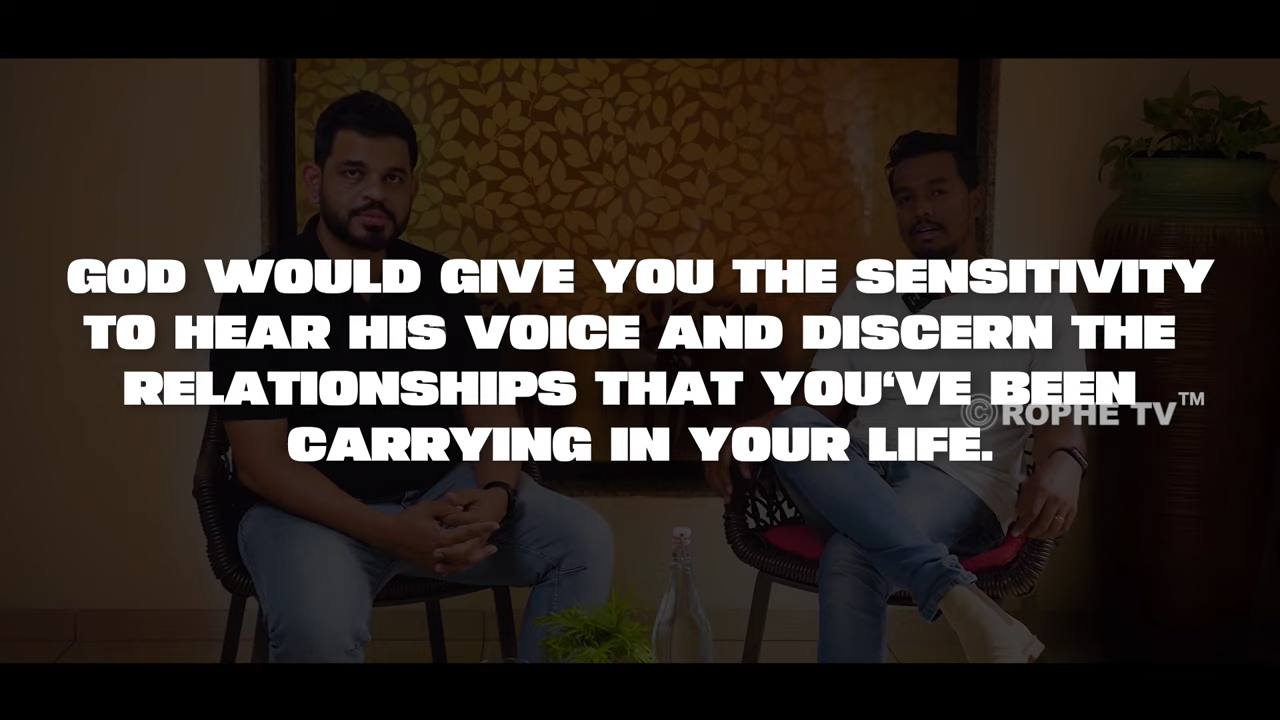 GOD WOULD GIVE YOU THE SENSITIVITY
TO HEAR HIS VOICE AND DISCERN THE
RELATIONSHIPS THAT YOU‘VE BEEN
CARRYING IN YOUR LIFE.
©ROPHE TV™